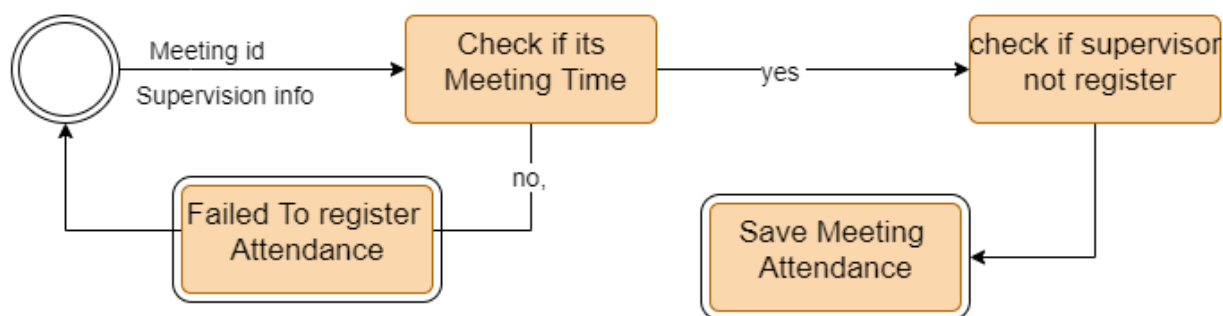 Meeting id
Supervision info
Check if its
Meeting Time
yes
check if supervisor
not register
no,
Failed To register
Attendance
Save Meeting
Attendance